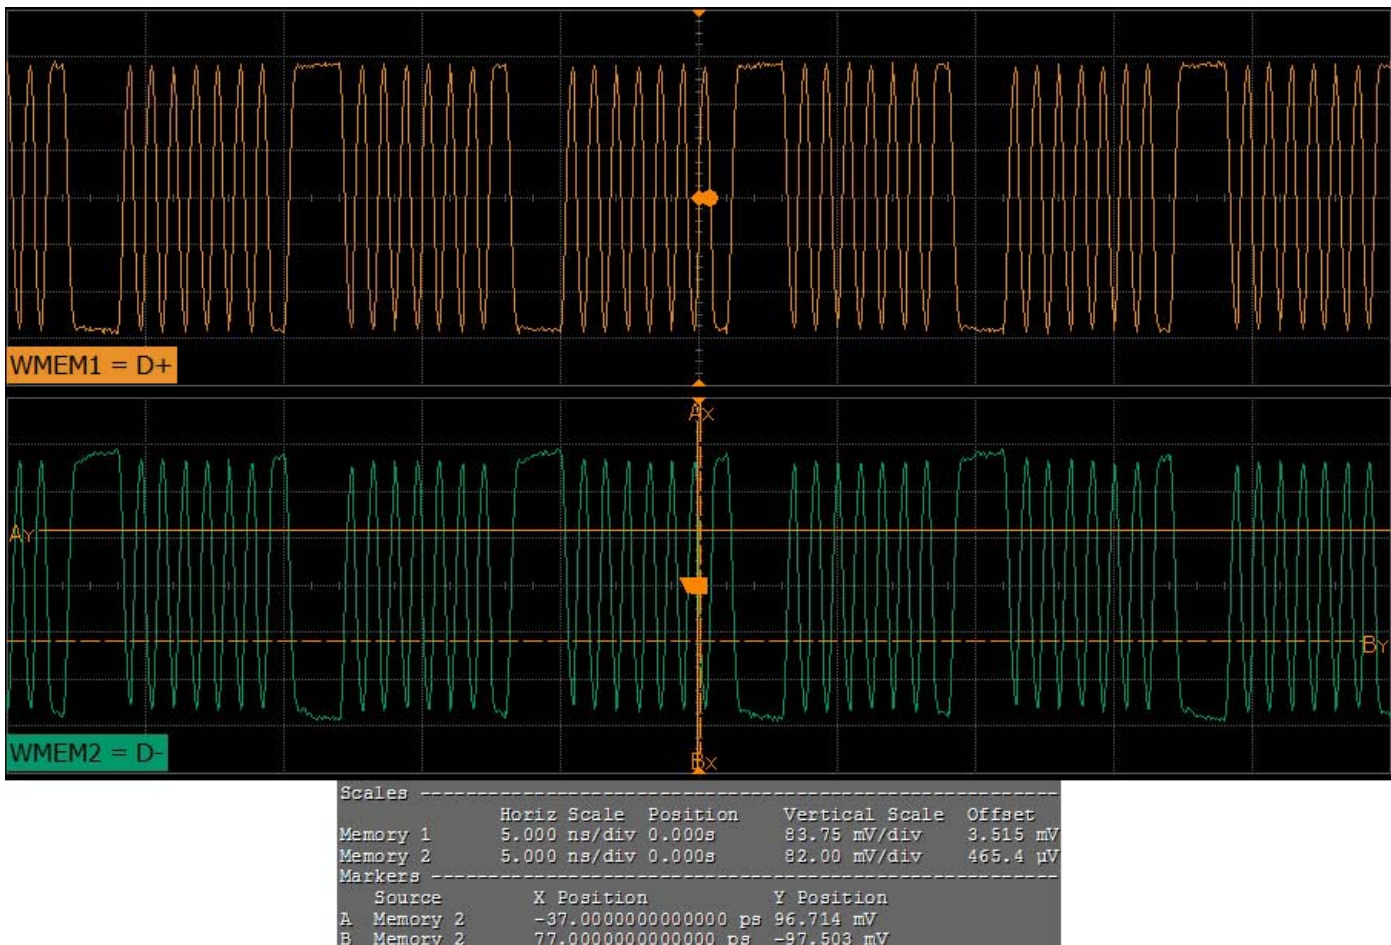 WMEM1 = D+
Ax
Ay
By
WMEM2 = D-
Bx
Scales ------------------------------------------------------------
Horiz Scale Position Vertical Scale Offset
Memory 1 5.000 ns/div 0.000s 83.75 mV/div 3.515 mV
Memory 2 5.000 ns/div 0.000s 82.00 mV/div 465.4 µV
Markers -----------------------------------------------------------
Source X Position Y Position
A Memory 2 -37.0000000000000 ps 96.714 mV
B Memory 2 77.0000000000000 ps -97.503 mV